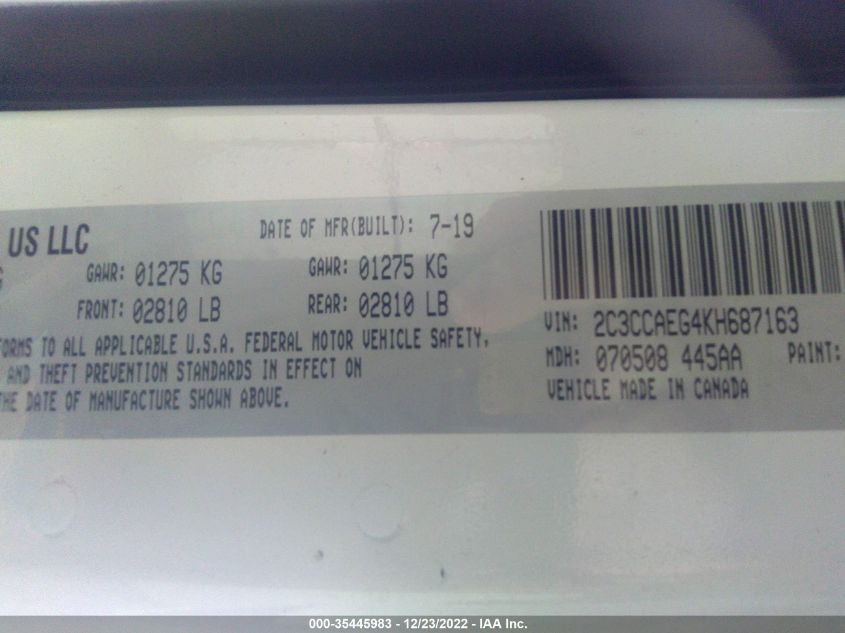 US LLC
DATE OF MFR(BUILT): 7-19
GAWR: 01275 KG GAWR: 01275 KG
FRONT: 02810 LB REAR: 02810 LB
TO ALL APPLICABLE U.S.A. FEDERAL MOTOR VEHICLE SAFETY,
AND THEFT PREVENTION STANDARDS IN EFFECT ON
THE DATE OF MANUFACTURE SHOWN ABOVE.
VIN: 2C3CCAEG4KH687163
MDH: 070508 445AA PAINT:
VEHICLE MADE IN CANADA
000-35445983 - 12/23/2022 - IAA Inc.